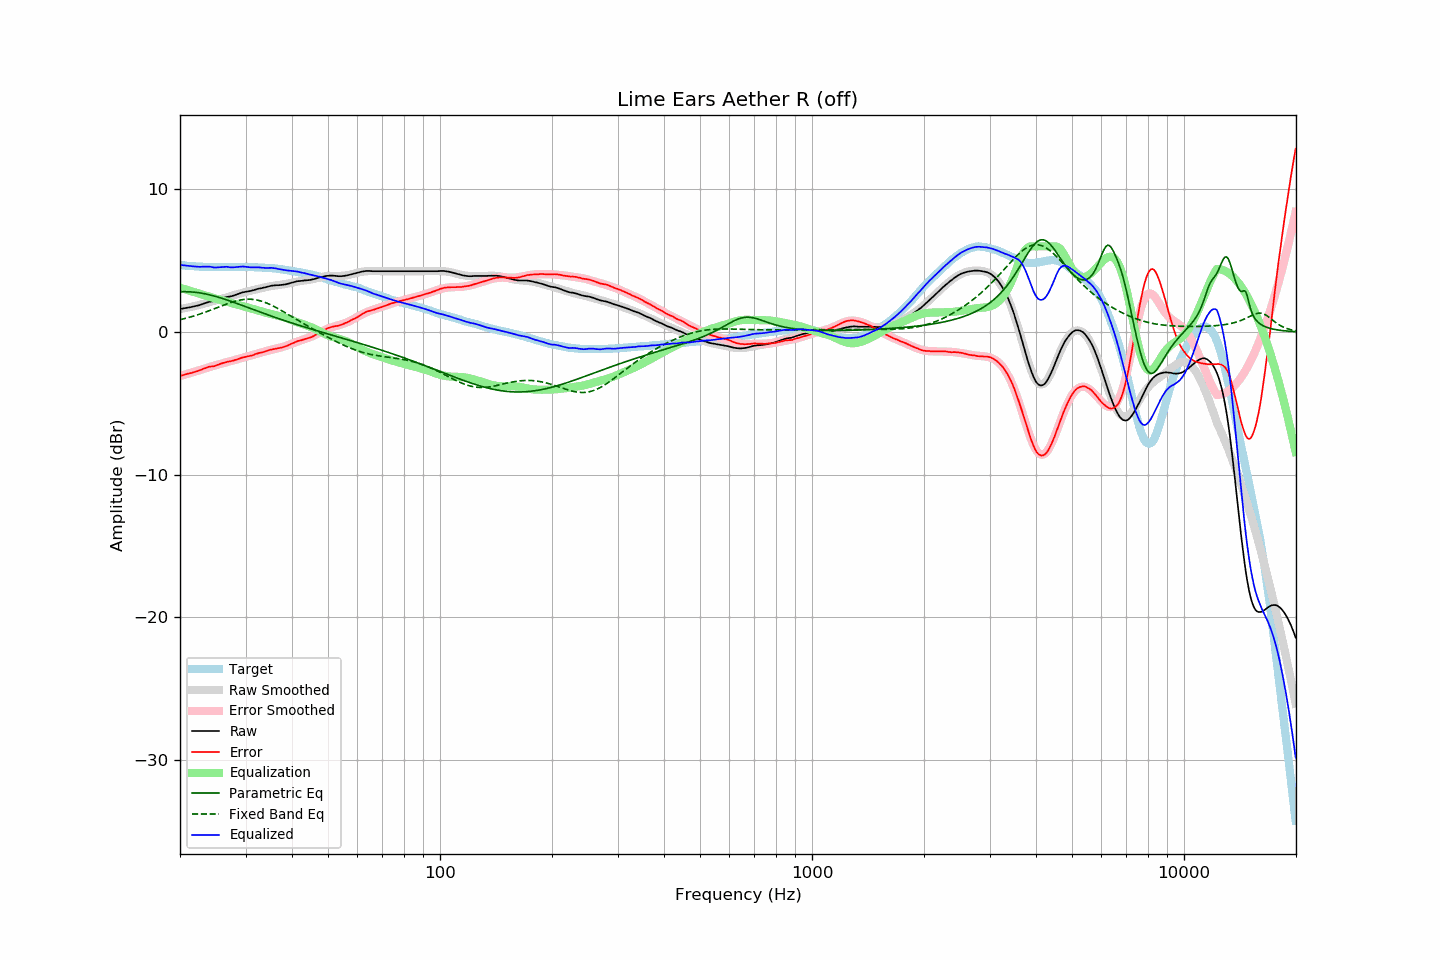 Lime Ears Aether R (off)
10
0
−10
−20
−30
Amplitude (dBr)
Target
Raw Smoothed
Error Smoothed
Raw
Error
Equalization
Parametric Eq
Fixed Band Eq
Equalized
100
1000
10000
Frequency (Hz)